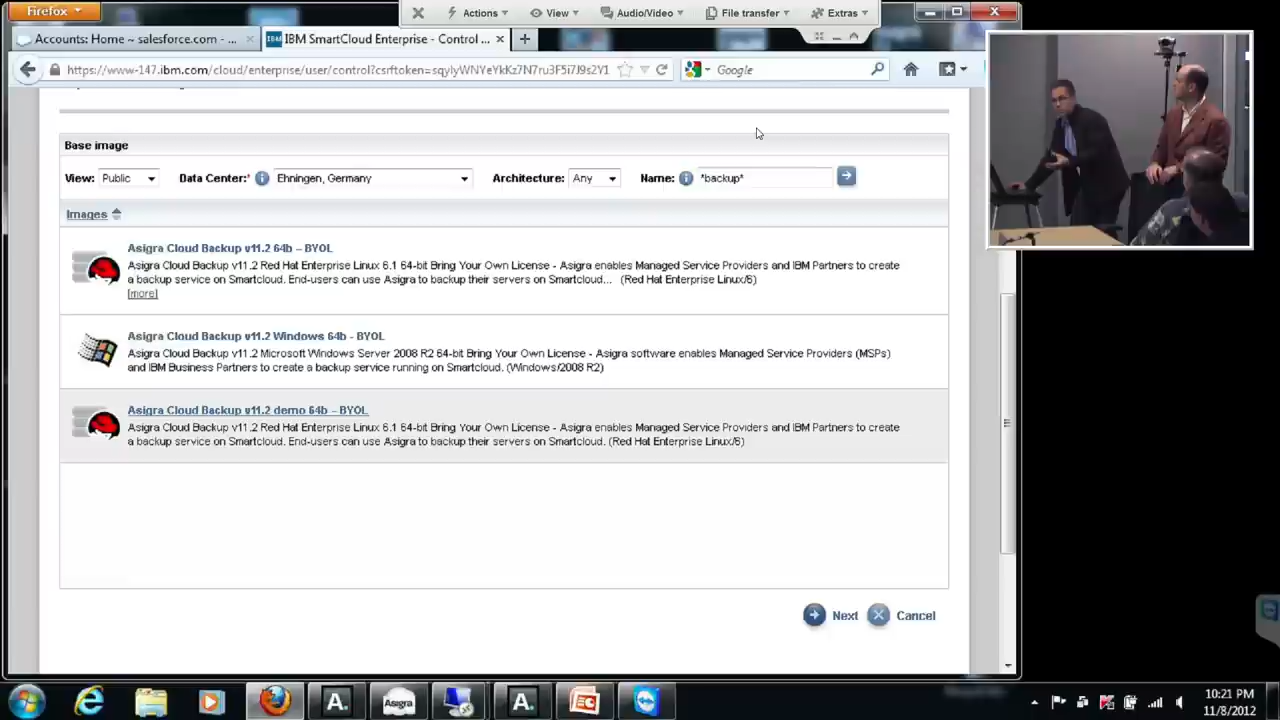 Firefox
Actions
View
Audio/Video
File transfer
Extras
Accounts: Home ~ salesforce.com - ...
IBM
IBM SmartCloud Enterprise - Control ...
Google
Base image
View: Public
Data Center:* Ehningen, Germany
Architecture: Any
Name: *backup*
Images
Asigra Cloud Backup v11.2 64b – BYOL
Asigra Cloud Backup v11.2 Red Hat Enterprise Linux 6.1 64-bit Bring Your Own License - Asigra enables Managed Service Providers and IBM Partners to create
a backup service on Smartcloud. End-users can use Asigra to backup their servers on Smartcloud... (Red Hat Enterprise Linux/6)
[more]
Asigra Cloud Backup v11.2 Windows 64b - BYOL
Asigra Cloud Backup v11.2 Microsoft Windows Server 2008 R2 64-bit Bring Your Own License - Asigra software enables Managed Service Providers (MSPs)
and IBM Business Partners to create a backup service running on Smartcloud. (Windows/2008 R2)
Asigra Cloud Backup v11.2 demo 64b – BYOL
Asigra Cloud Backup v11.2 Red Hat Enterprise Linux 6.1 64-bit Bring Your Own License - Asigra enables Managed Service Providers and IBM Partners to create
a backup service on Smartcloud. End-users can use Asigra to backup their servers on Smartcloud. (Red Hat Enterprise Linux/6)
Next
Cancel
A
Asigra
A
10:21 PM
11/8/2012